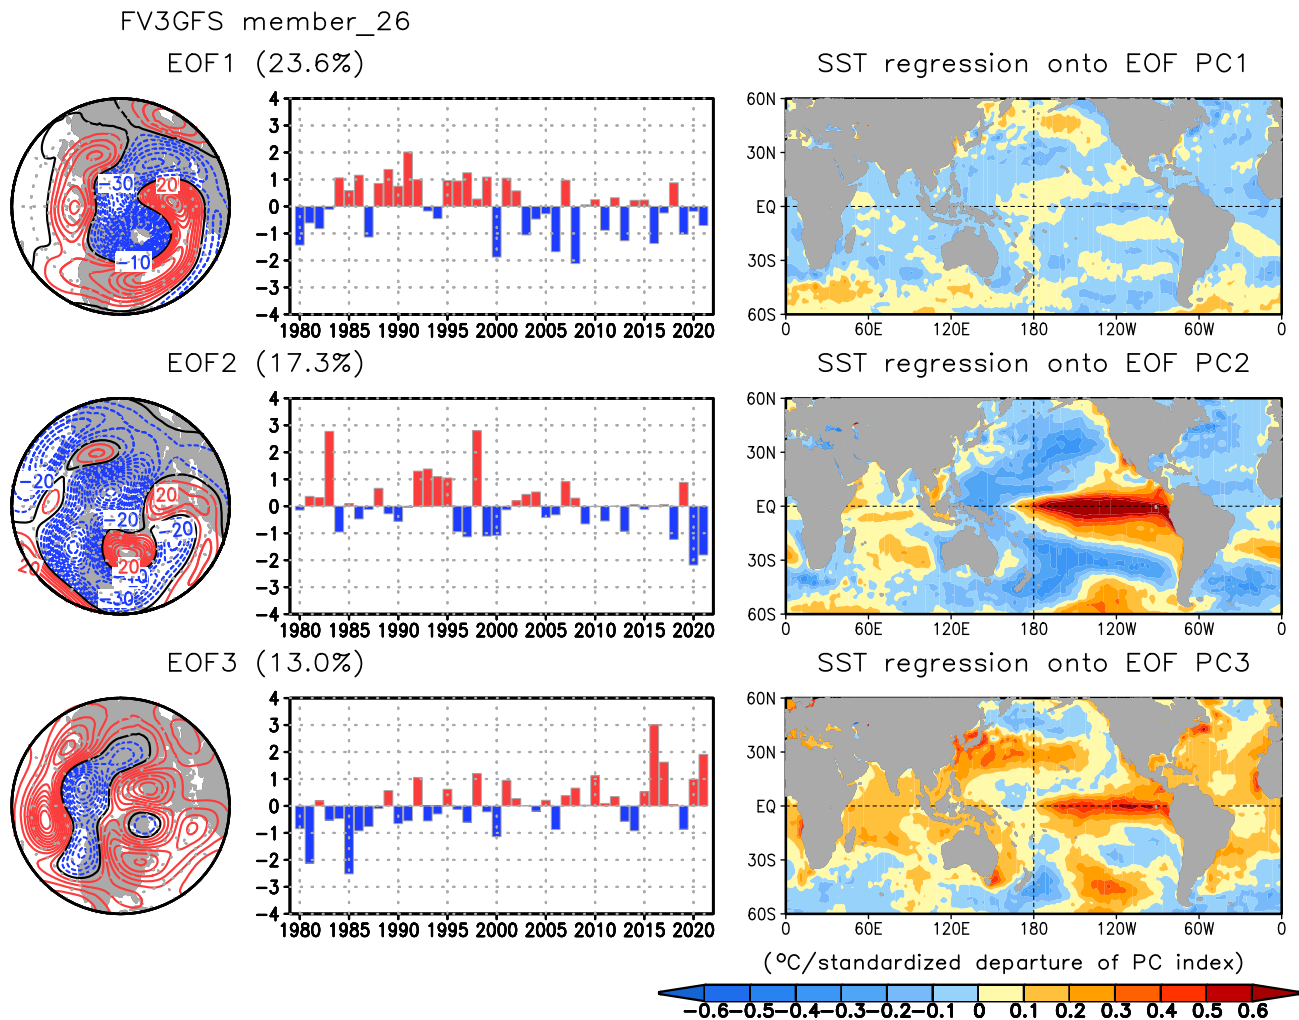 FV3GFS member_26
EOF1 (23.6%)
SST regression onto EOF PC1
-30
20
-10
4
3
2
1
0
-1
-2
-3
-4
1980 1985 1990 1995 2000 2005 2010 2015 2020
60N
30N
EQ
30S
60S
0 60E 120E 180 120W 60W 0
EOF2 (17.3%)
SST regression onto EOF PC2
-20
20
-20
-20
20
20
-30
4
3
2
1
0
-1
-2
-3
-4
1980 1985 1990 1995 2000 2005 2010 2015 2020
60N
30N
EQ
30S
60S
0 60E 120E 180 120W 60W 0
EOF3 (13.0%)
SST regression onto EOF PC3
4
3
2
1
0
-1
-2
-3
-4
1980 1985 1990 1995 2000 2005 2010 2015 2020
60N
30N
EQ
30S
60S
0 60E 120E 180 120W 60W 0
(°C/standardized departure of PC index)
-0.6 -0.5 -0.4 -0.3 -0.2 -0.1 0 0.1 0.2 0.3 0.4 0.5 0.6